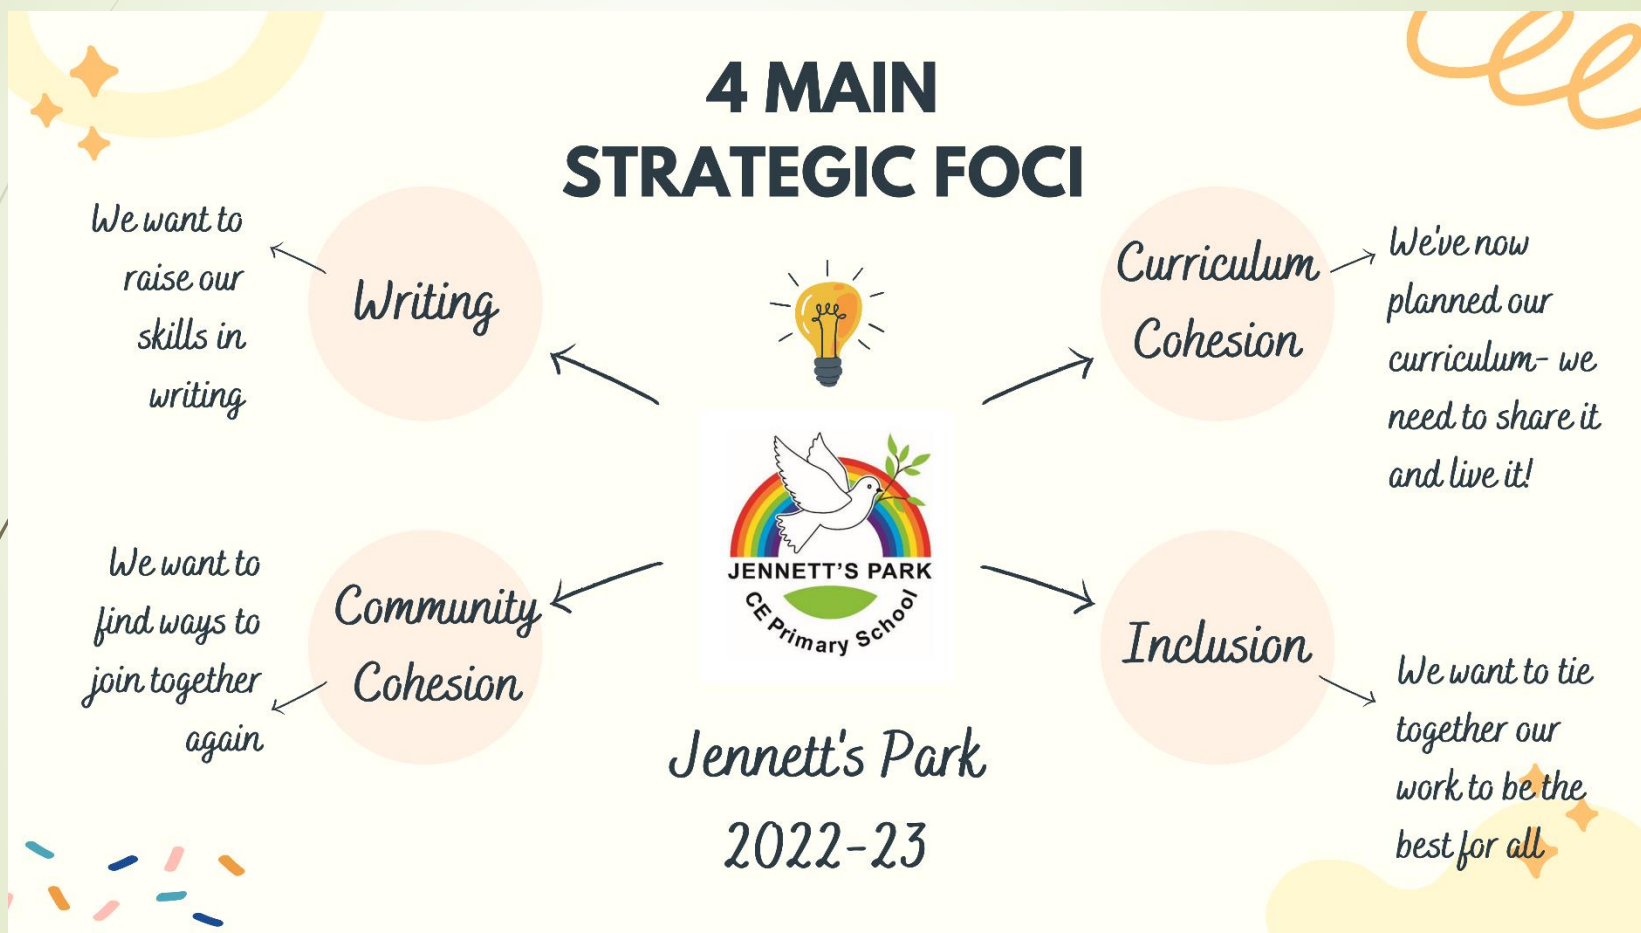 4 MAIN
STRATEGIC FOCI
We want to
raise our
skills in
writing
Writing
Curriculum
Cohesion
We've now
planned our
curriculum- we
need to share it
and live it!
We want to
find ways to
join together
again
Community
Cohesion
JENNETT'S PARK
CE Primary School
Inclusion
We want to tie
together our
work to be the
best for all
Jennett's Park
2022-23